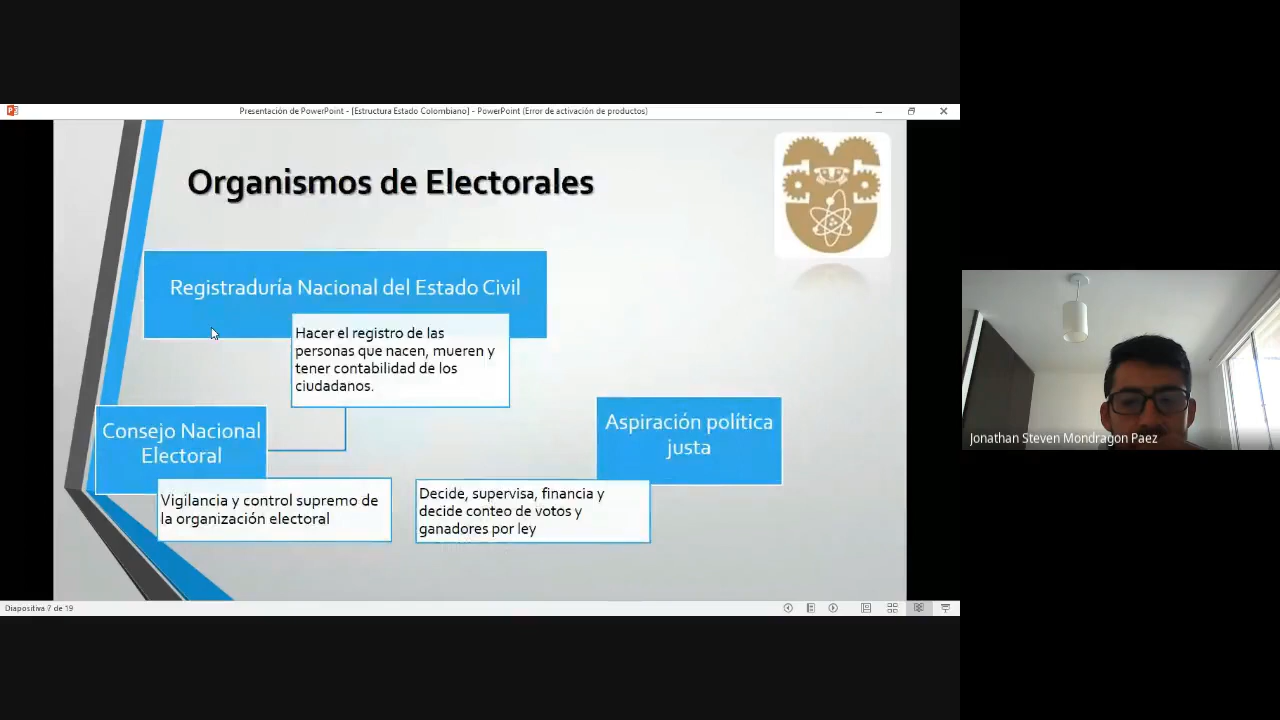 Presentación de PowerPoint - [Estructura Estado Colombiano] - PowerPoint (Error de activación de productos)
Organismos de Electorales
Registraduría Nacional del Estado Civil
Hacer el registro de las
personas que nacen, mueren y
tener contabilidad de los
ciudadanos.
Consejo Nacional
Electoral
Vigilancia y control supremo de
la organización electoral
Aspiración política
justa
Decide, supervisa, financia y
decide conteo de votos y
ganadores por ley
Diapositiva 7 de 19
Jonathan Steven Mondragon Paez